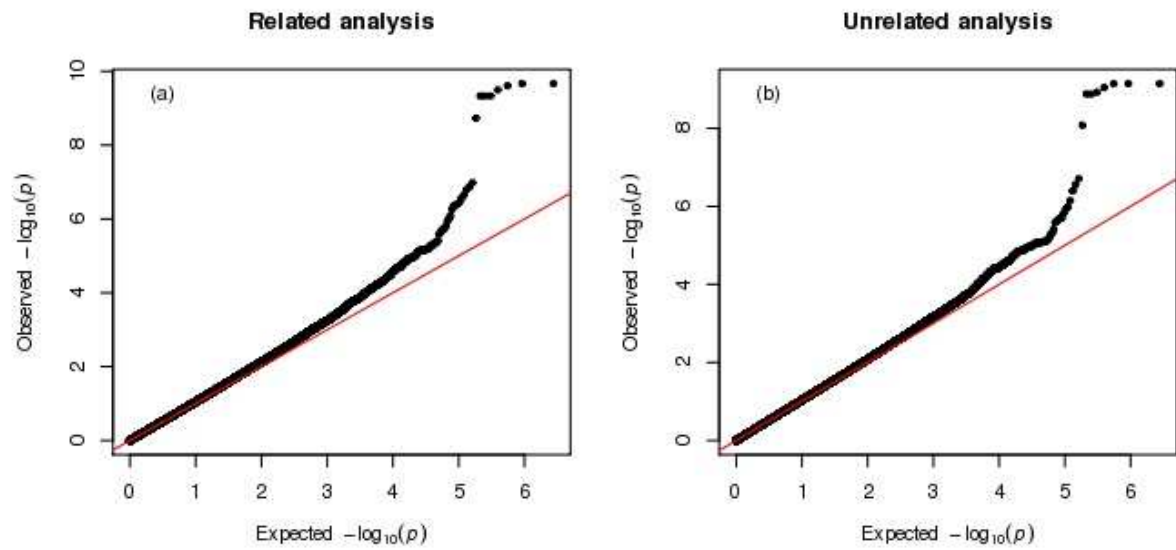 Related analysis
(a)
Observed −log₁₀(p)
10
8
6
4
2
0
0 1 2 3 4 5 6
Expected −log₁₀(p)
Unrelated analysis
(b)
Observed −log₁₀(p)
8
6
4
2
0
0 1 2 3 4 5 6
Expected −log₁₀(p)